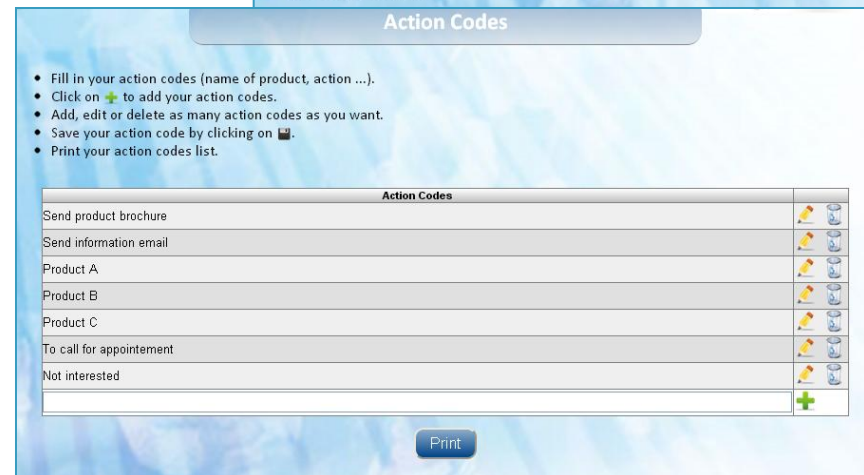 Action Codes
• Fill in your action codes (name of product, action ...).
• Click on to add your action codes.
• Add, edit or delete as many action codes as you want.
• Save your action code by clicking on .
• Print your action codes list.
Action Codes
Send product brochure
Send information email
Product A
Product B
Product C
To call for appointement
Not interested
Print